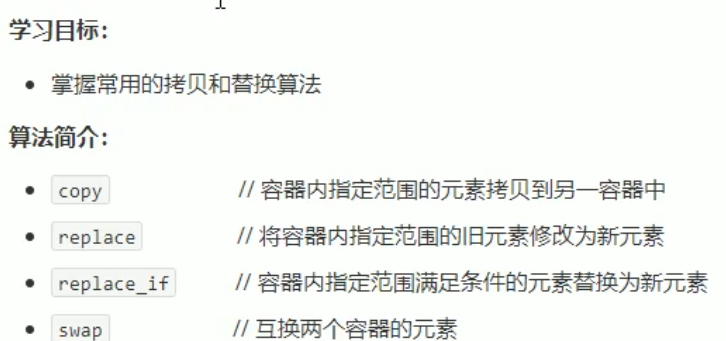 学习目标：
掌握常用的拷贝和替换算法
算法简介：
copy // 容器内指定范围的元素拷贝到另一容器中
replace // 将容器内指定范围的旧元素修改为新元素
replace_if // 容器内指定范围满足条件的元素替换为新元素
swap // 互换两个容器的元素